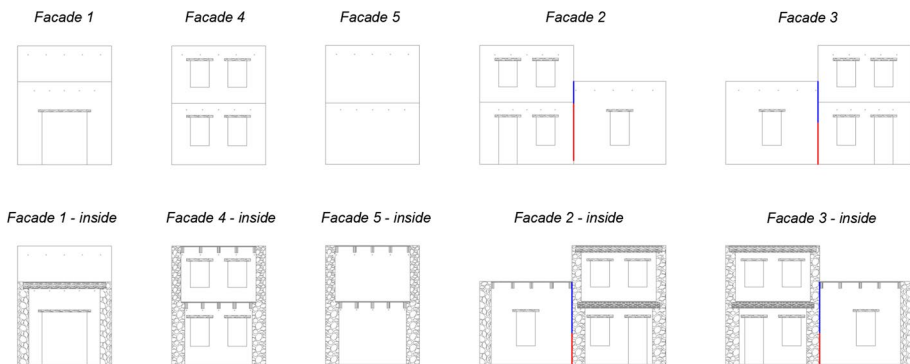 Facade 1
Facade 4
Facade 5
Facade 2
Facade 3
Facade 1 - inside
Facade 4 - inside
Facade 5 - inside
Facade 2 - inside
Facade 3 - inside